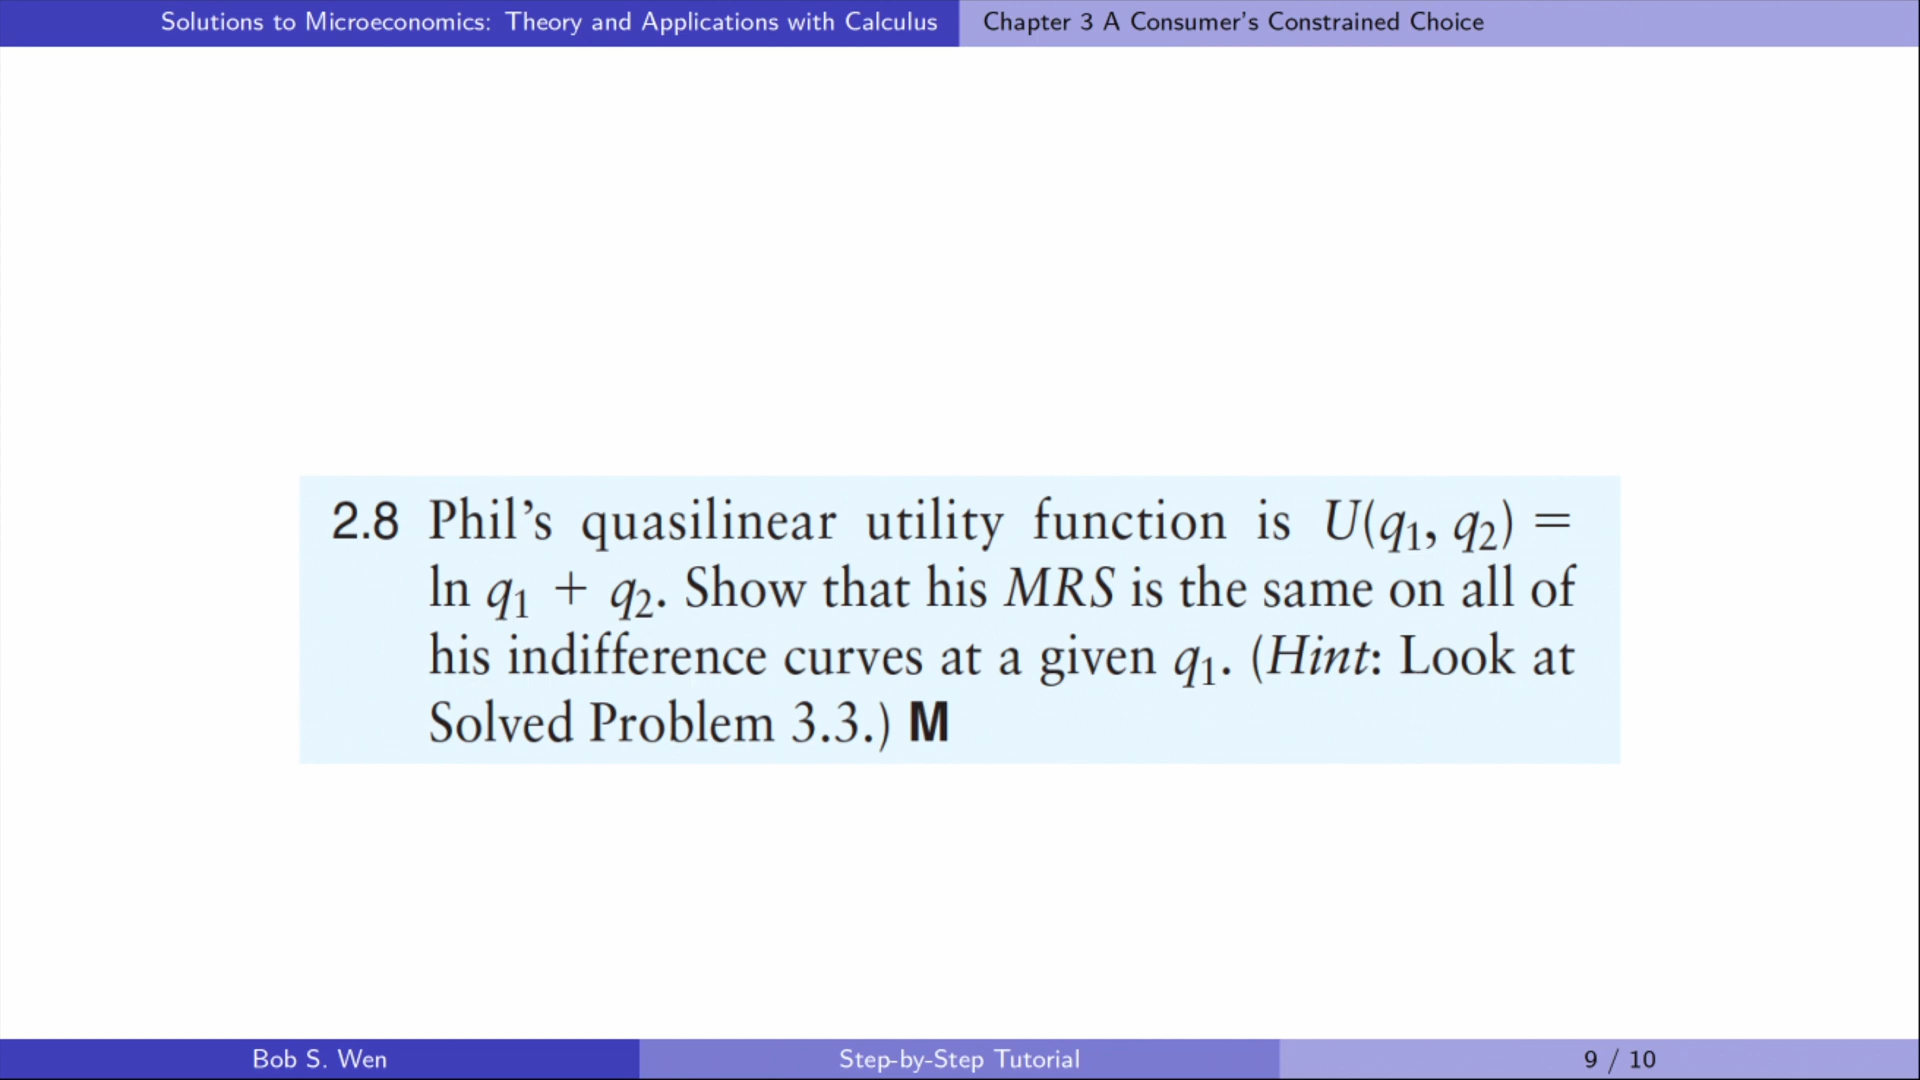 Solutions to Microeconomics: Theory and Applications with Calculus
Chapter 3 A Consumer's Constrained Choice
2.8 Phil's quasilinear utility function is U(q₁, q₂) =
ln q₁ + q₂. Show that his MRS is the same on all of
his indifference curves at a given q₁. (Hint: Look at
Solved Problem 3.3.) M
Bob S. Wen
Step-by-Step Tutorial
9 / 10